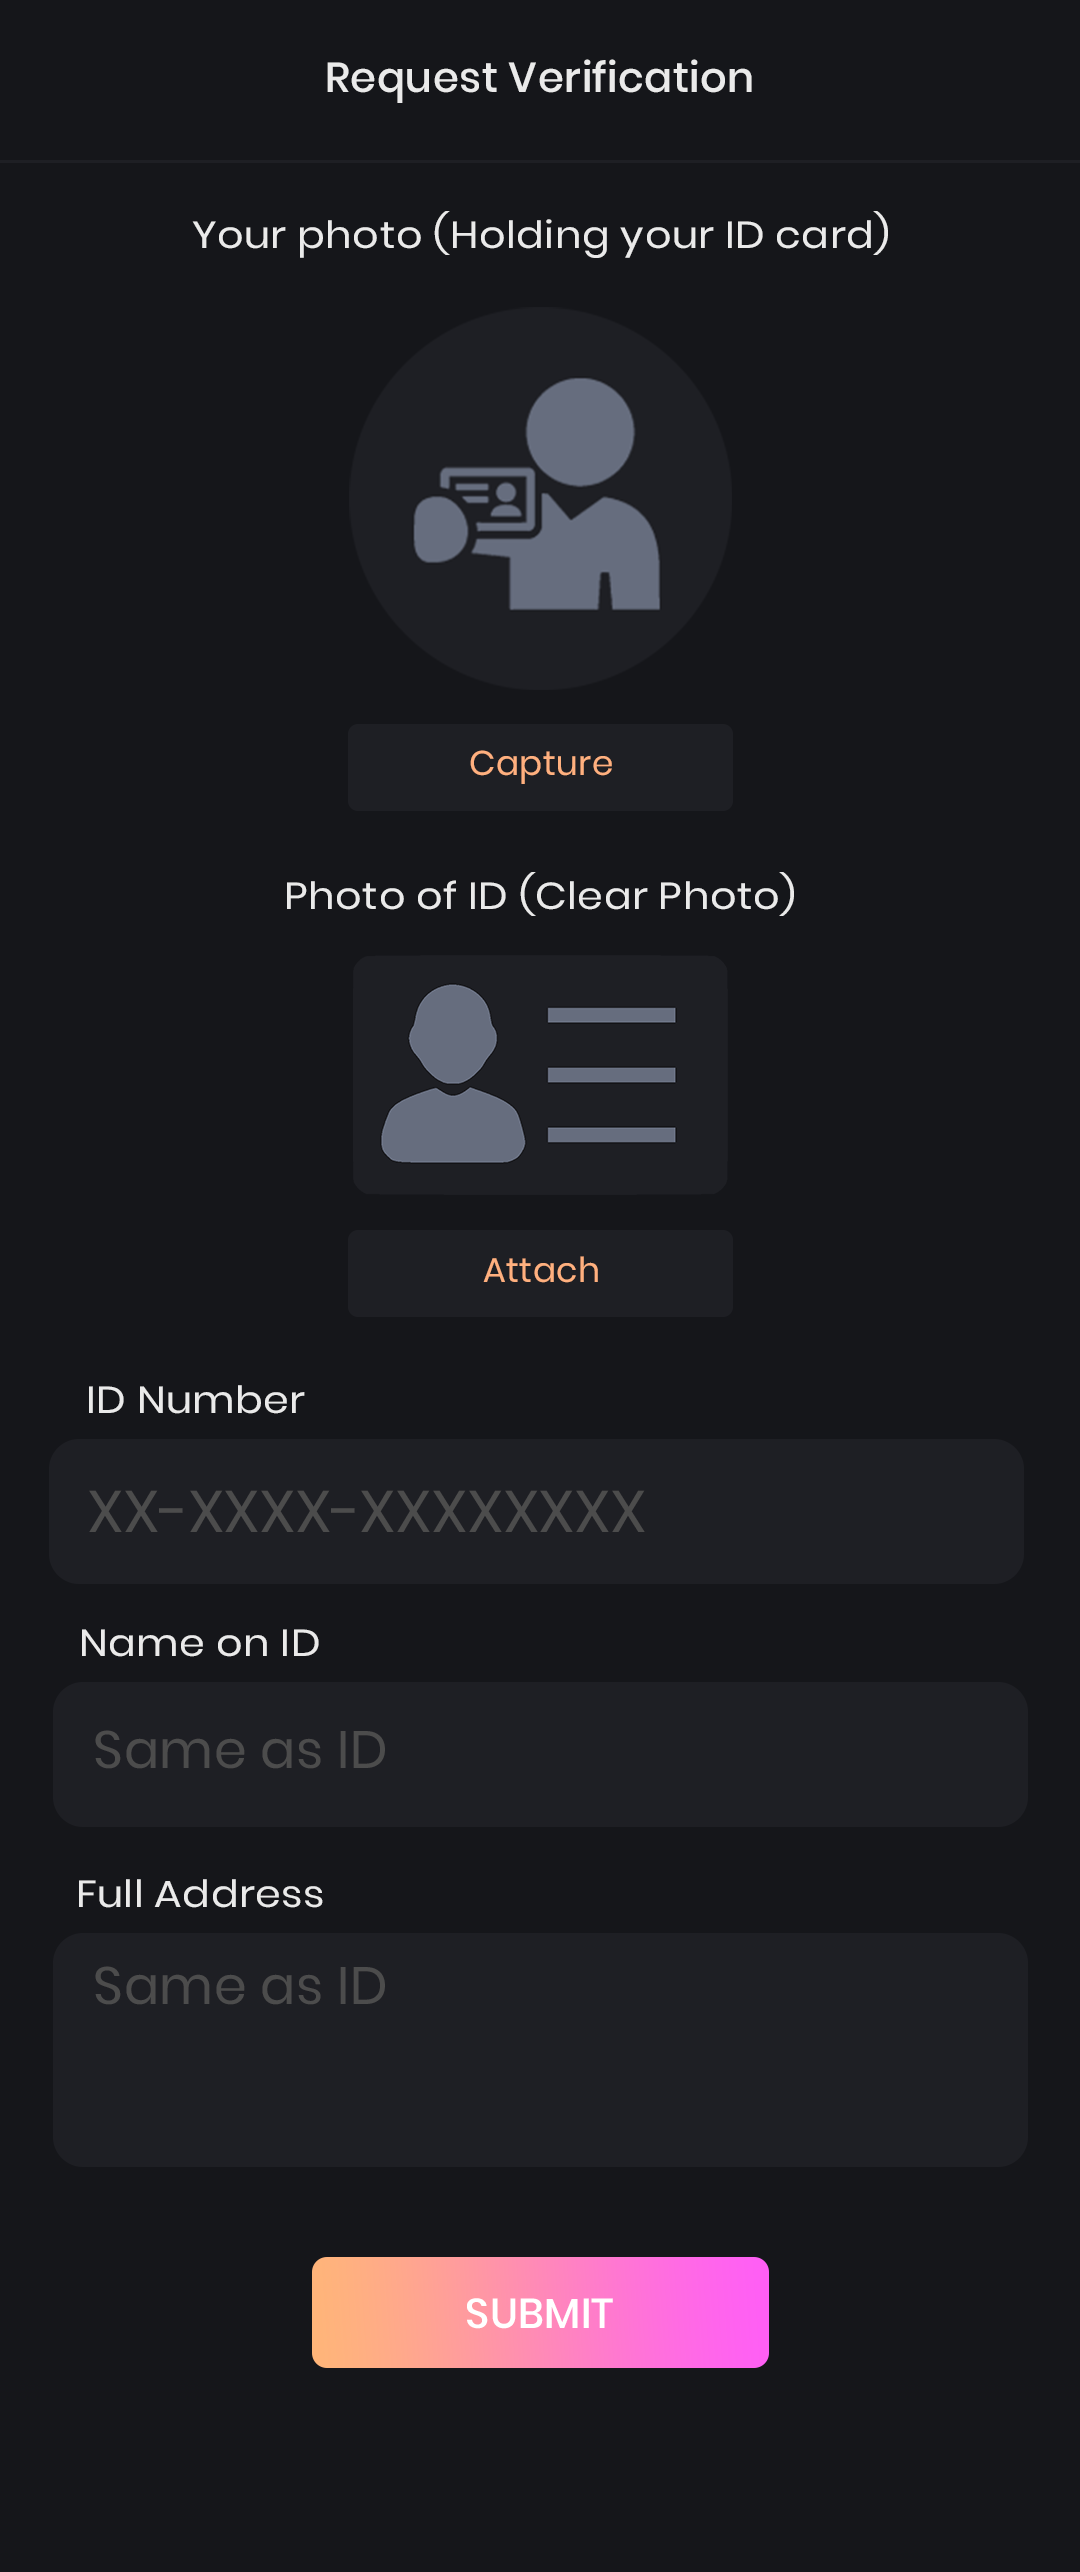 Request Verification
Your photo (Holding your ID card)
Capture
Photo of ID (Clear Photo)
Attach
ID Number
XX-XXXX-XXXXXXXX
Name on ID
Same as ID
Full Address
Same as ID
SUBMIT